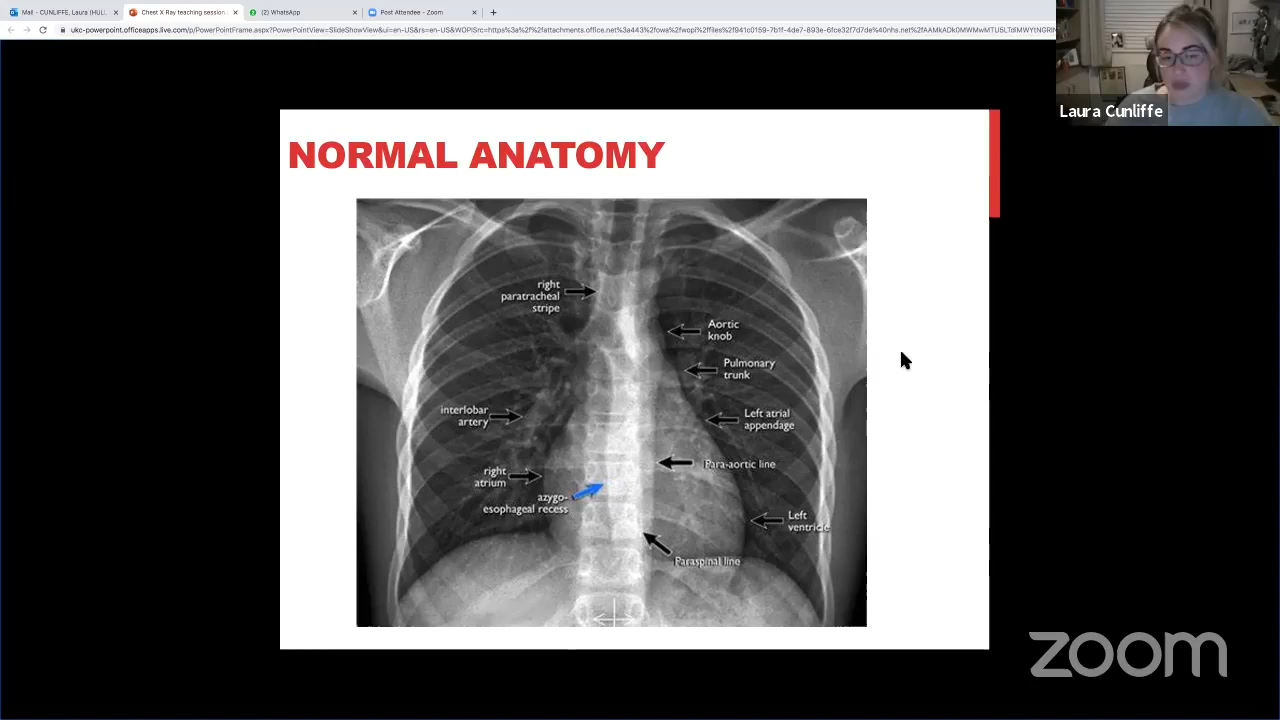 Mail - CUNLIFFE, Laura (HULL
Chest X Ray teaching session
(2) WhatsApp
Post Attendee - Zoom
Laura Cunliffe
NORMAL ANATOMY
right
paratracheal
stripe
Aortic
knob
Pulmonary
trunk
interlobar
artery
Left atrial
appendage
right
atrium
Para-aortic line
azygo-
esophageal recess
Left
ventricle
Paraspinal line
zoom